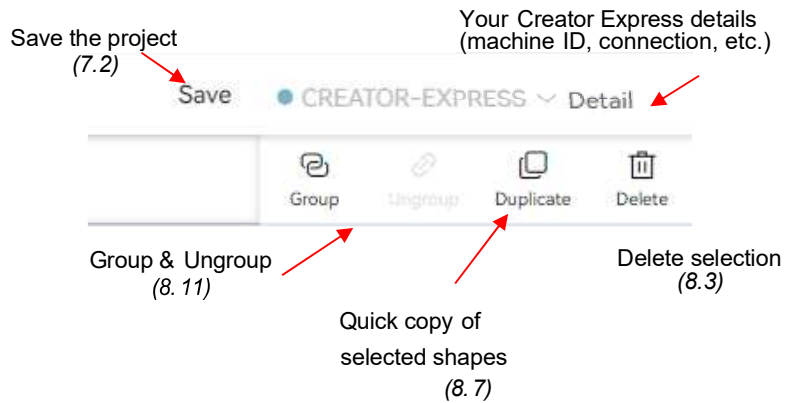 Your Creator Express details
(machine ID, connection, etc.)
Save the project
(7.2)
Save CREATOR-EXPRESS Detail
Group Ungroup Duplicate Delete
Group & Ungroup
(8. 11)
Delete selection
(8.3)
Quick copy of
selected shapes
(8. 7)